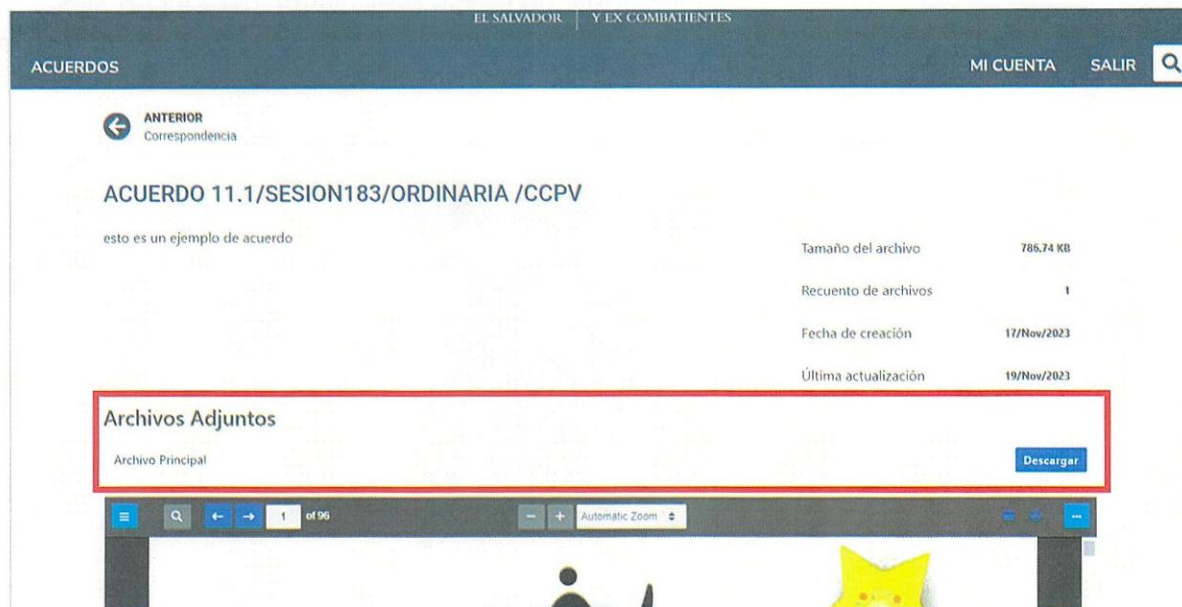 EL SALVADOR Y EX COMBATIENTES
ACUERDOS MI CUENTA SALIR
ANTERIOR
Correspondencia
ACUERDO 11.1/SESION183/ORDINARIA /CCPV
esto es un ejemplo de acuerdo
Tamaño del archivo 786.74 KB
Recuento de archivos 1
Fecha de creación 17/Nov/2023
Última actualización 19/Nov/2023
Archivos Adjuntos
Archivo Principal Descargar
1 of 96 Automatic Zoom